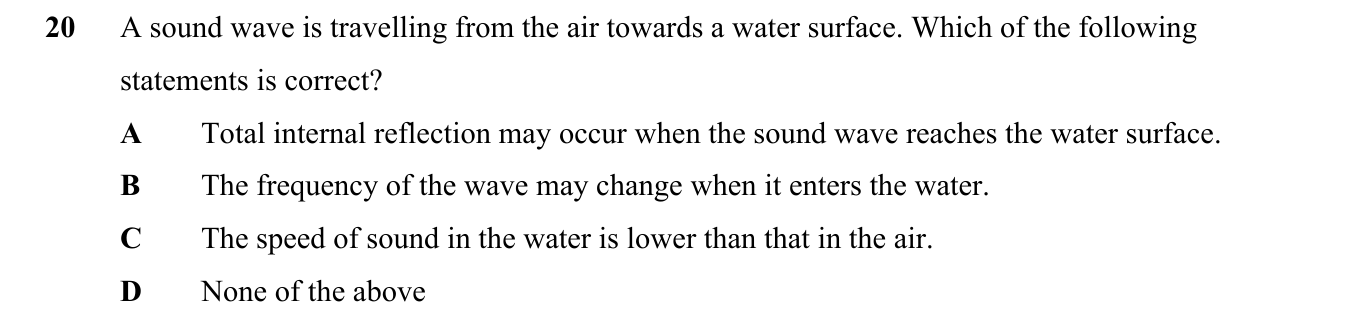 20 A sound wave is travelling from the air towards a water surface. Which of the following
statements is correct?
A Total internal reflection may occur when the sound wave reaches the water surface.
B The frequency of the wave may change when it enters the water.
C The speed of sound in the water is lower than that in the air.
D None of the above